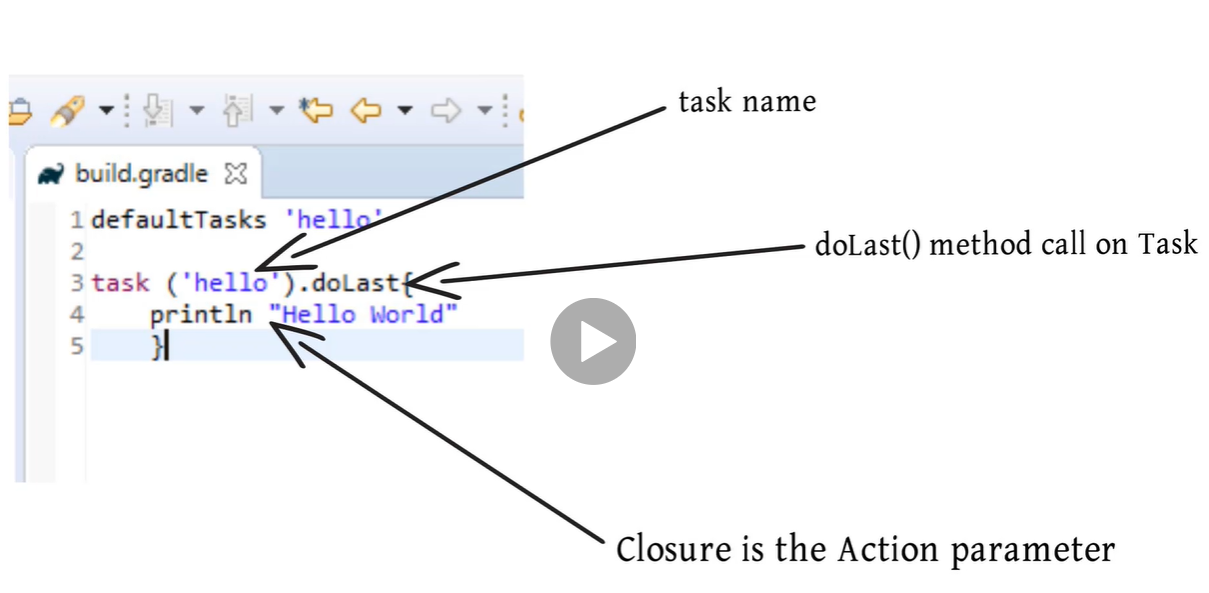 task name
build.gradle
1 defaultTasks 'hello'
2
3 task ('hello').doLast{
4 println "Hello World"
5 }
doLast() method call on Task
Closure is the Action parameter